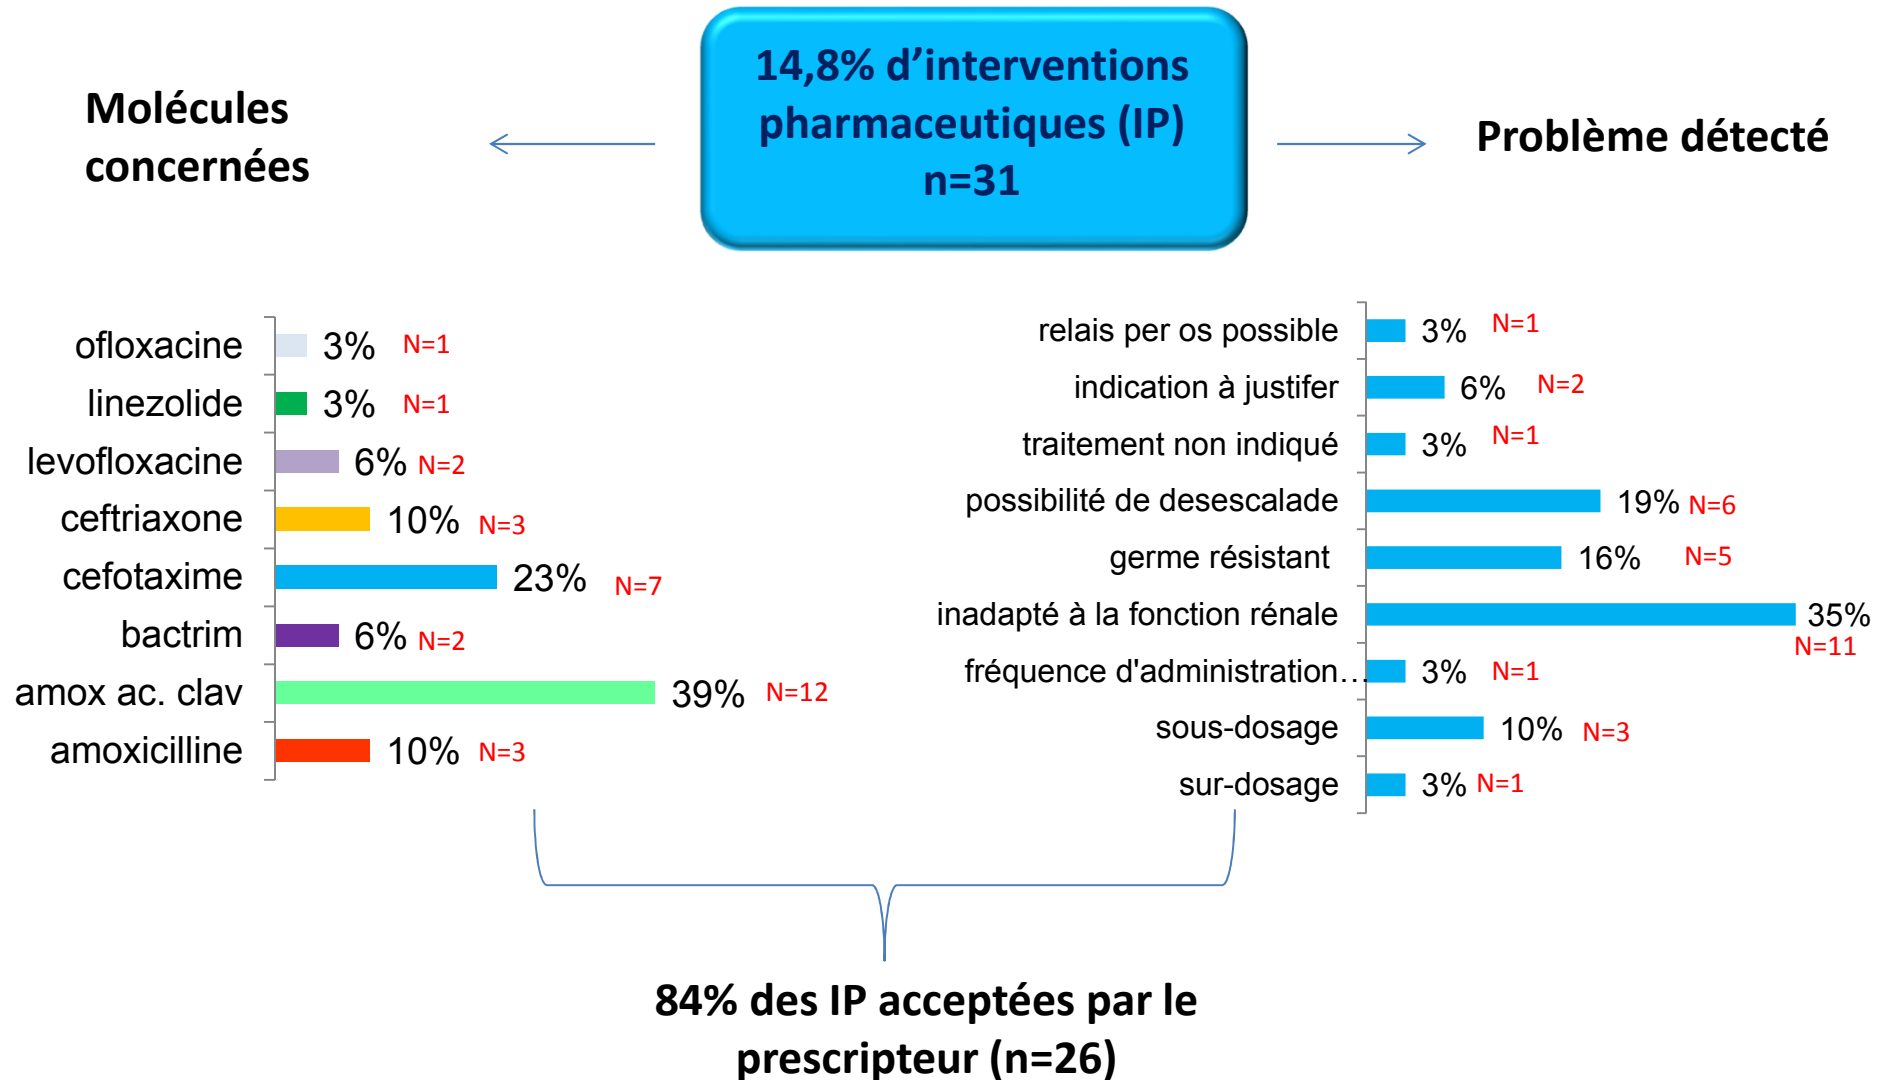 Molécules
concernées
14,8% d’interventions
pharmaceutiques (IP)
n=31
Problème détecté
ofloxacine 3% N=1
linezolide 3% N=1
levofloxacine 6% N=2
ceftriaxone 10% N=3
cefotaxime 23% N=7
bactrim 6% N=2
amox ac. clav 39% N=12
amoxicilline 10% N=3
relais per os possible 3% N=1
indication à justifer 6% N=2
traitement non indiqué 3% N=1
possibilité de desescalade 19% N=6
germe résistant 16% N=5
inadapté à la fonction rénale 35%
N=11
fréquence d'administration… 3% N=1
sous-dosage 10% N=3
sur-dosage 3% N=1
84% des IP acceptées par le
prescripteur (n=26)